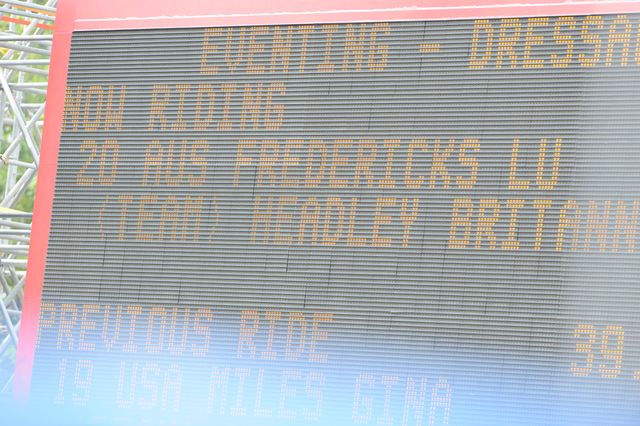 EVENTING - DRESSA
NOW RIDING
20 AUS FREDERICKS LU
(TEAM) HEADLEY BRITANN
PREVIOUS RIDE 39.
19 USA MILES GINA